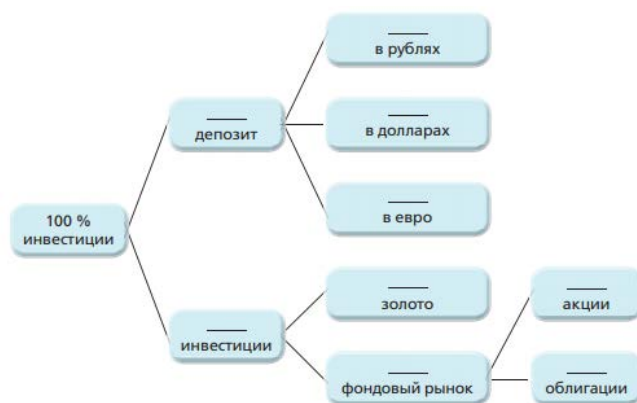 в рублях
депозит
в долларах
в евро
100 %
инвестиции
золото
акции
инвестиции
фондовый рынок
облигации